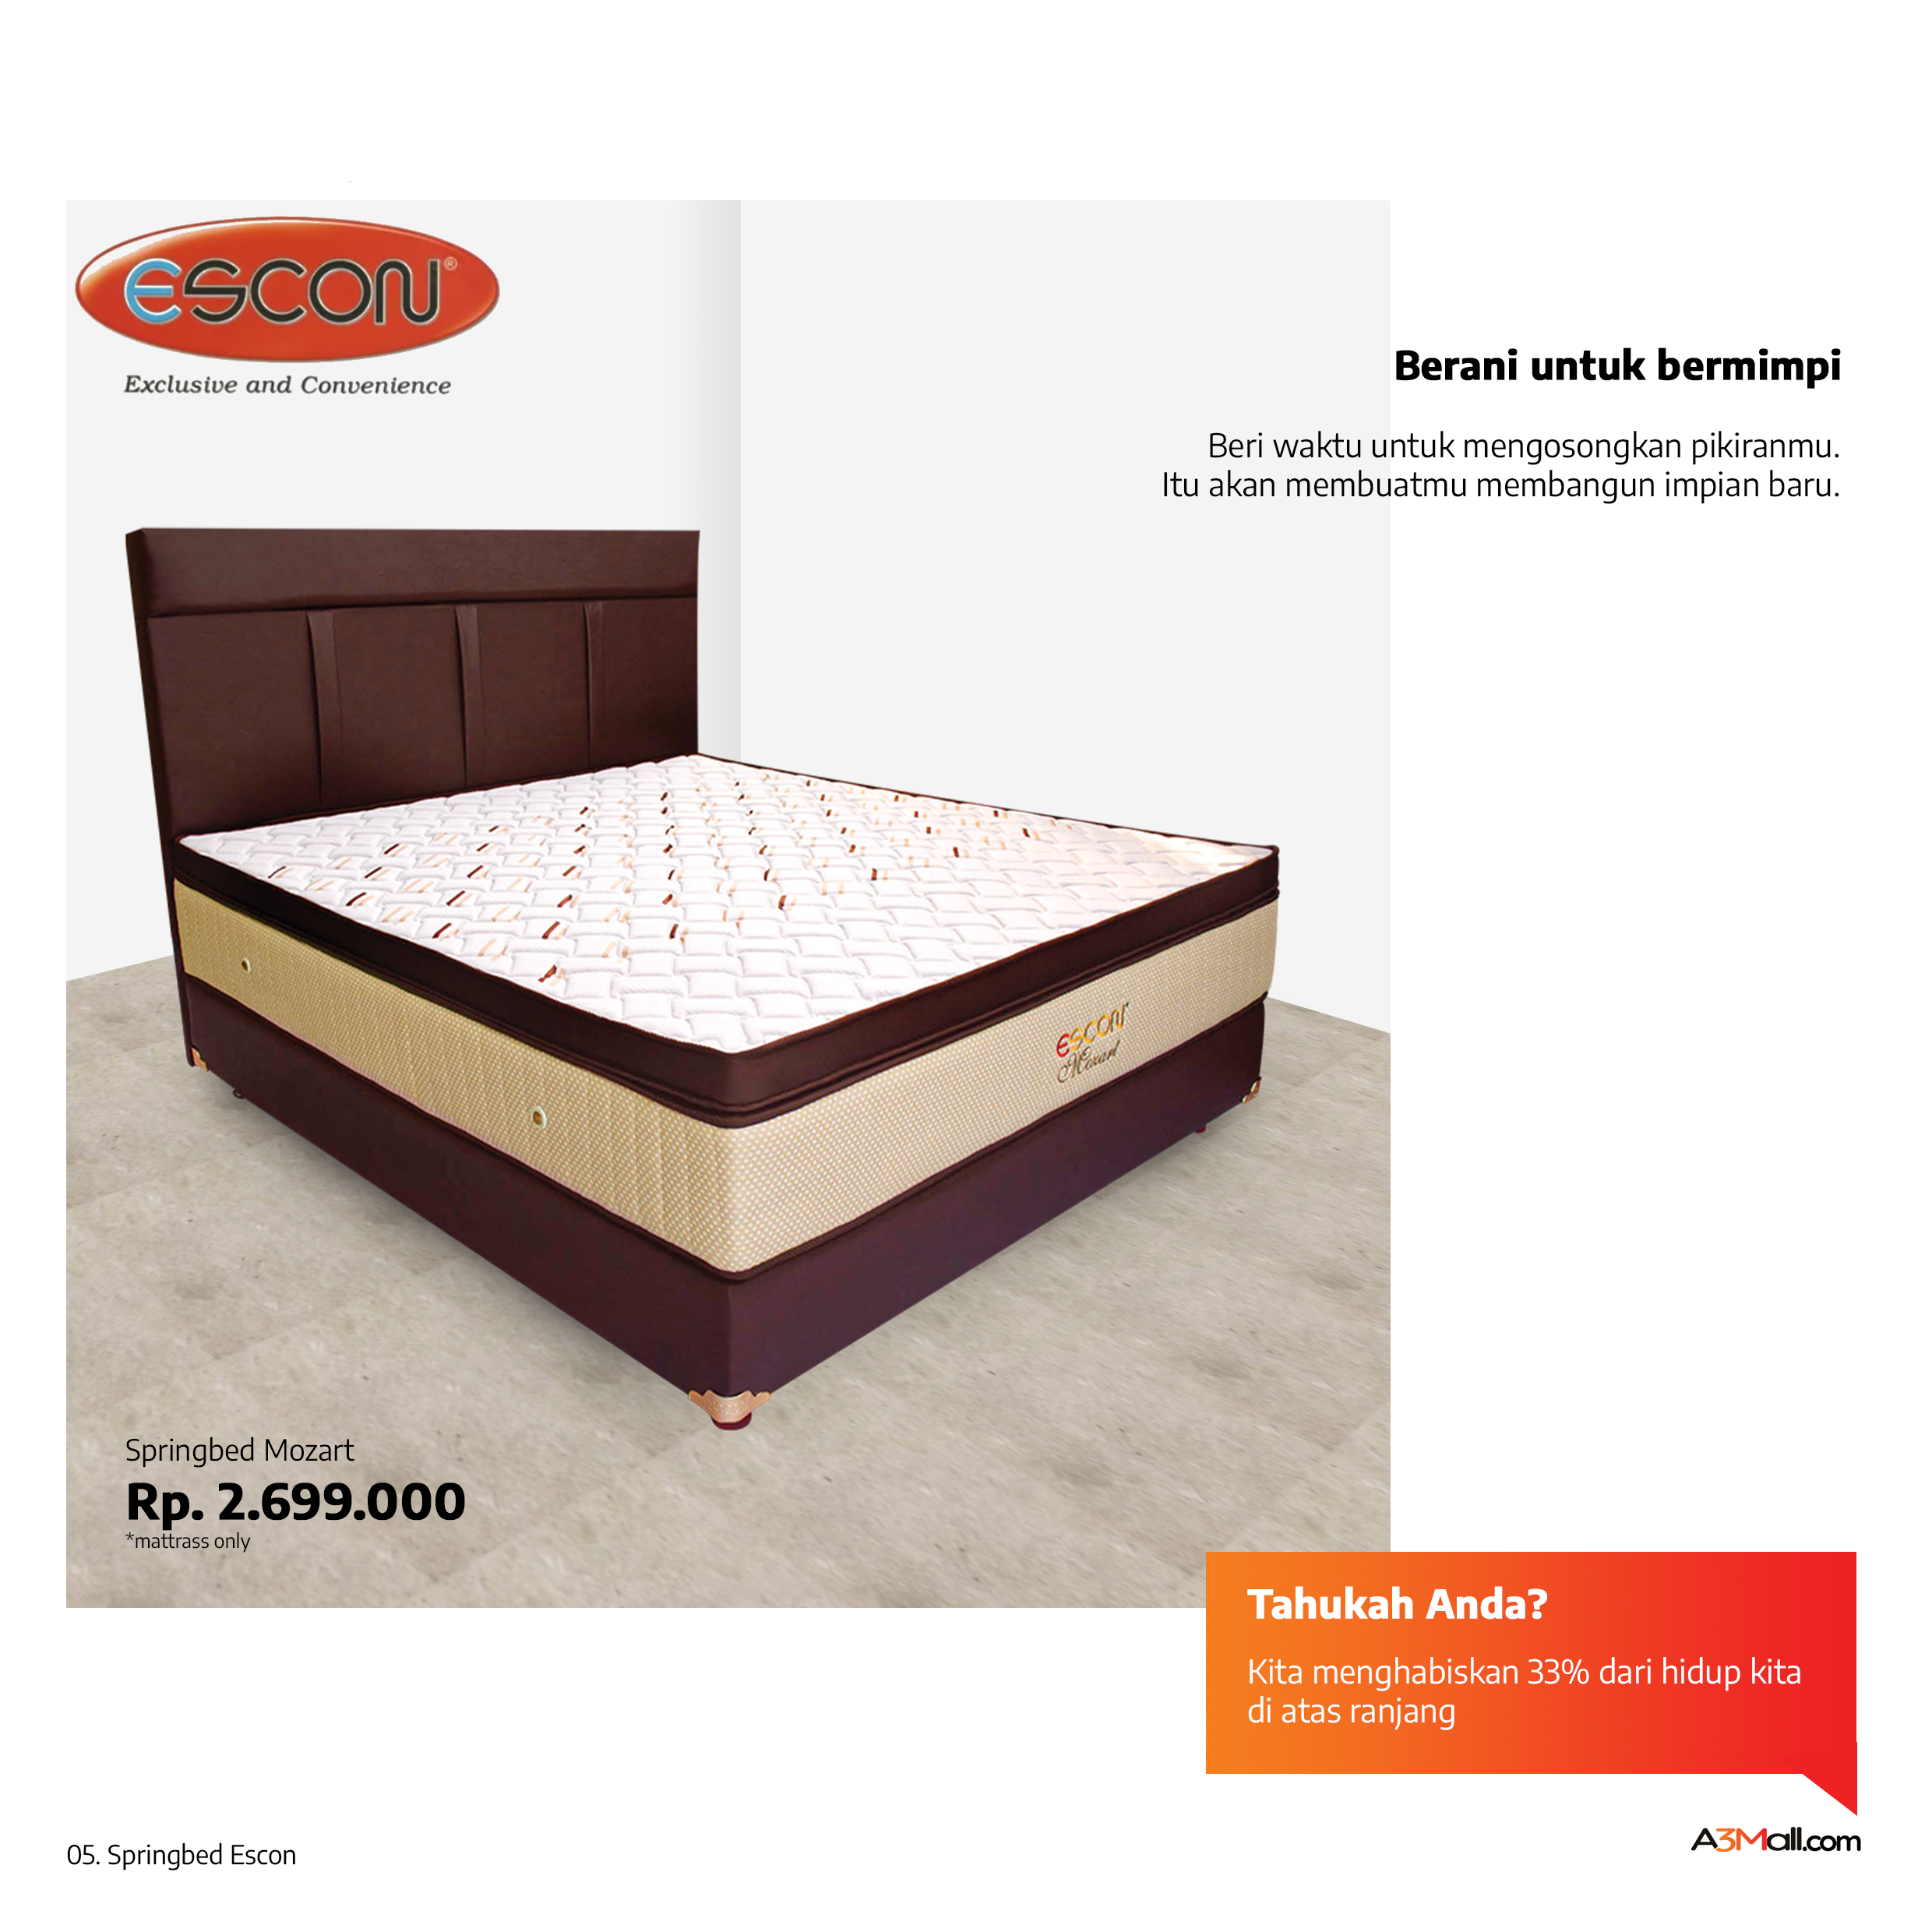 ESCON®
Exclusive and Convenience
Berani untuk bermimpi
Beri waktu untuk mengosongkan pikiranmu.
Itu akan membuatmu membangun impian baru.
ESCON
Mozart
Springbed Mozart
Rp. 2.699.000
*mattrass only
Tahukah Anda?
Kita menghabiskan 33% dari hidup kita
di atas ranjang
05. Springbed Escon
A3Mall.com